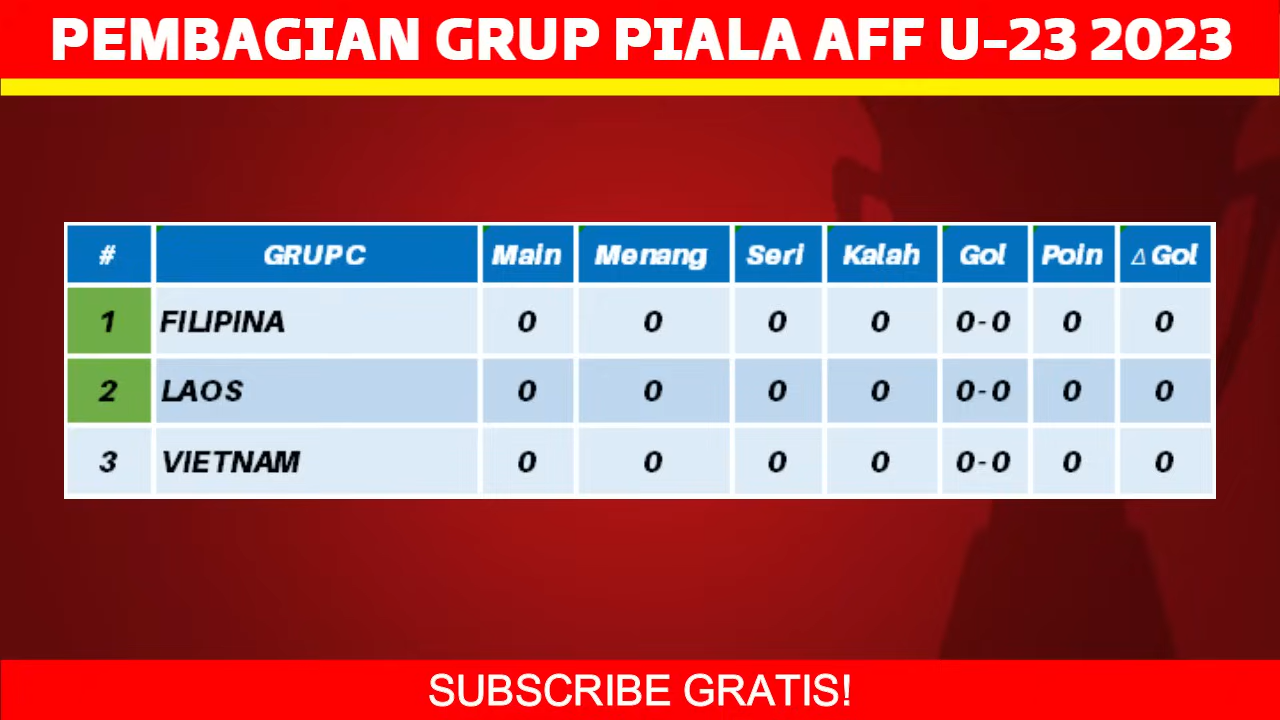 PEMBAGIAN GRUP PIALA AFF U-23 2023
# GRUP C Main Menang Seri Kalah Gol Poin Δ Gol
1 FILIPINA 0 0 0 0 0-0 0 0
2 LAOS 0 0 0 0 0-0 0 0
3 VIETNAM 0 0 0 0 0-0 0 0
SUBSCRIBE GRATIS!